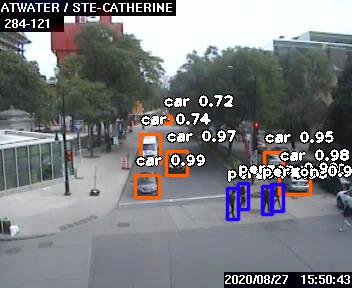 ATWATER / STE-CATHERINE
284-121
car 0.72
car 0.74
car 0.97
car 0.95
car 0.99
car 0.98
2020/08/27 15:50:43